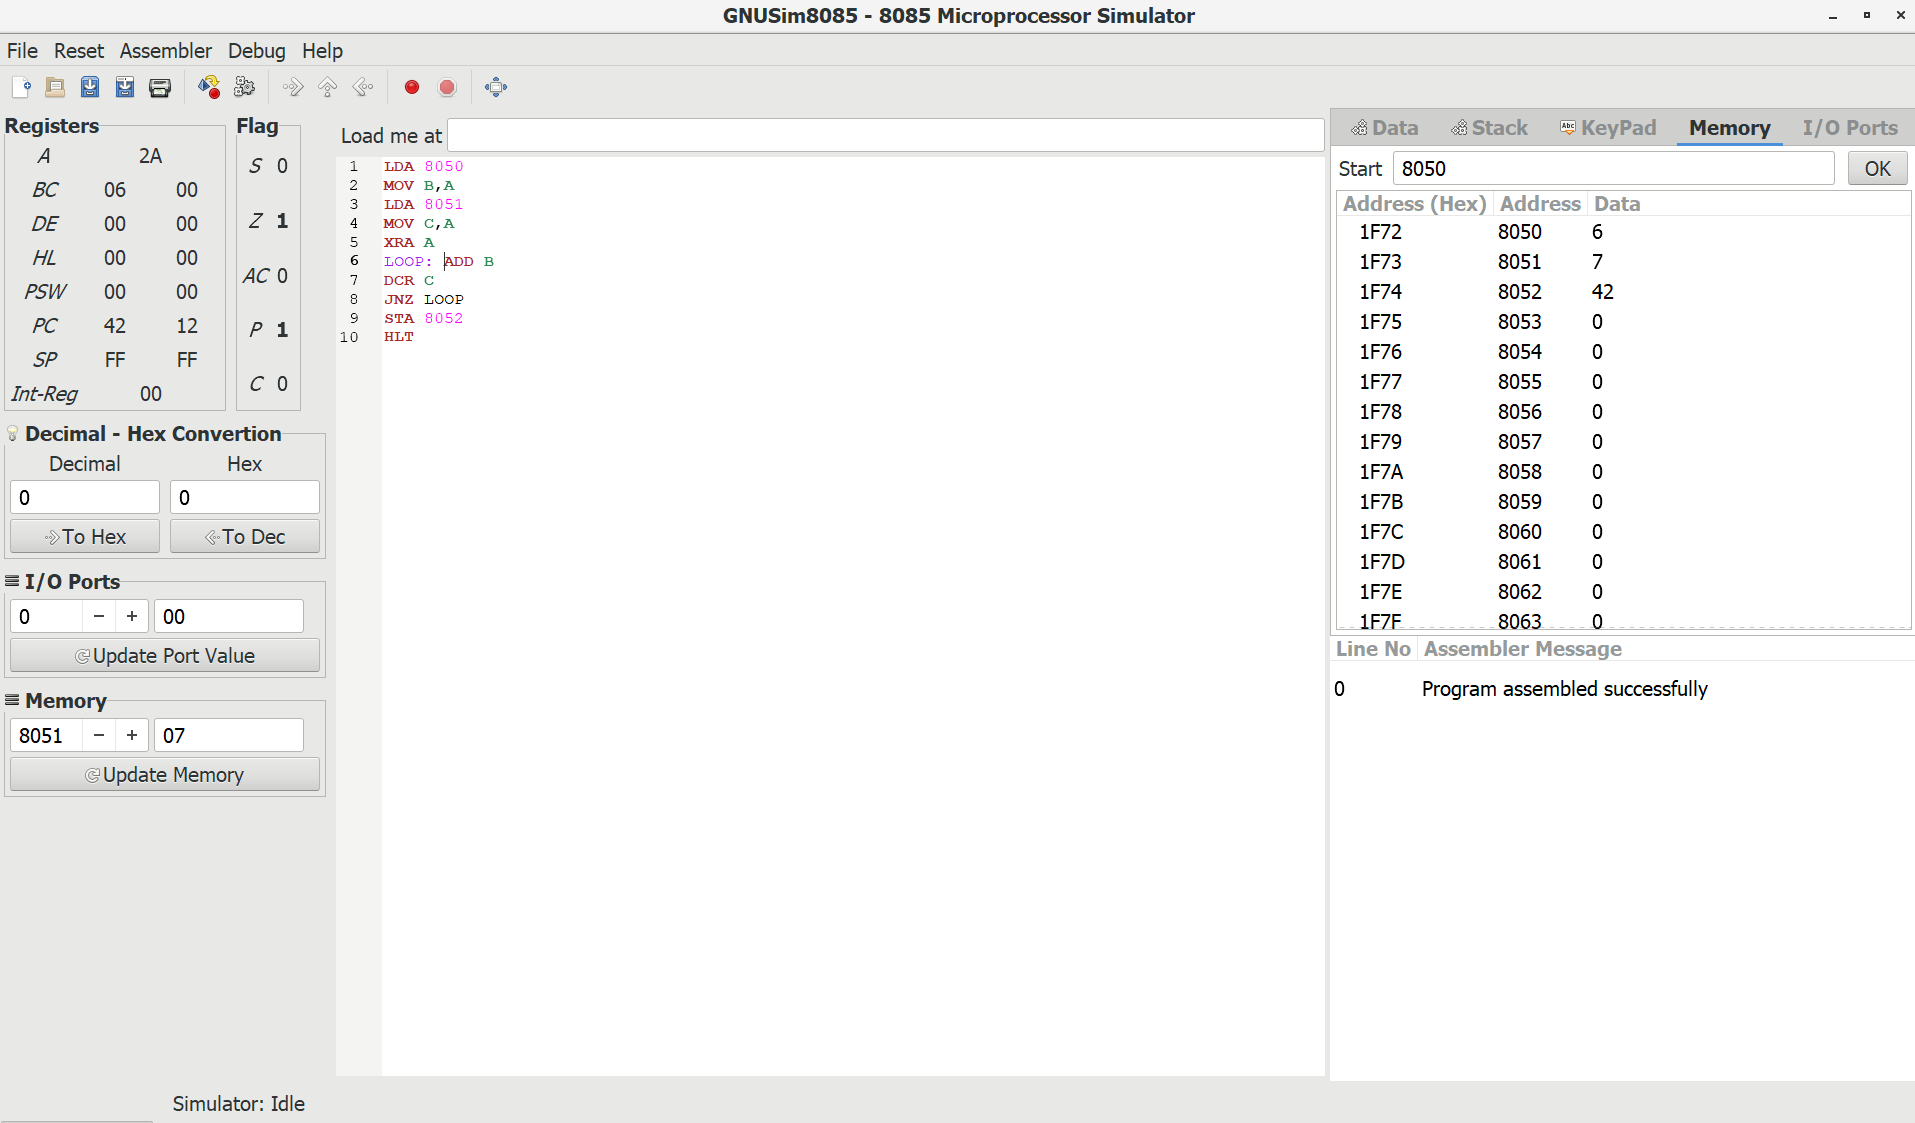 GNUSim8085 - 8085 Microprocessor Simulator
File Reset Assembler Debug Help
Registers
A 2A
BC 06 00
DE 00 00
HL 00 00
PSW 00 00
PC 42 12
SP FF FF
Int-Reg 00
Flag
S 0
Z 1
AC 0
P 1
C 0
Decimal - Hex Convertion
Decimal Hex
0 0
To Hex To Dec
I/O Ports
0 − + 00
Update Port Value
Memory
8051 − + 07
Update Memory
Load me at
1 LDA 8050
2 MOV B,A
3 LDA 8051
4 MOV C,A
5 XRA A
6 LOOP: ADD B
7 DCR C
8 JNZ LOOP
9 STA 8052
10 HLT
Data Stack Abc KeyPad Memory I/O Ports
Start 8050 OK
Address (Hex) Address Data
1F72 8050 6
1F73 8051 7
1F74 8052 42
1F75 8053 0
1F76 8054 0
1F77 8055 0
1F78 8056 0
1F79 8057 0
1F7A 8058 0
1F7B 8059 0
1F7C 8060 0
1F7D 8061 0
1F7E 8062 0
1F7F 8063 0
Line No Assembler Message
0 Program assembled successfully
Simulator: Idle